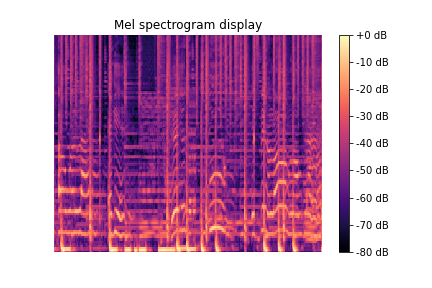 Mel spectrogram display
+0 dB
-10 dB
-20 dB
-30 dB
-40 dB
-50 dB
-60 dB
-70 dB
-80 dB